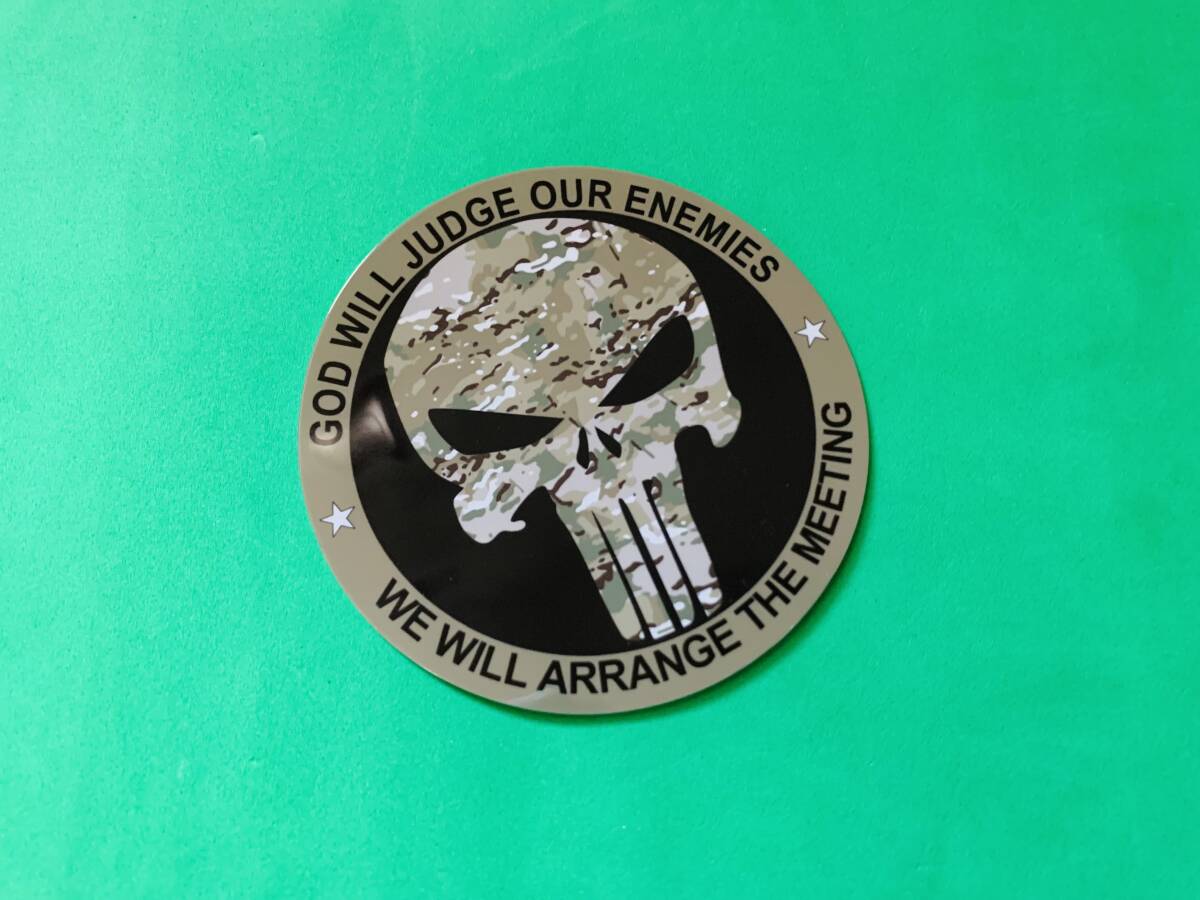 GOD WILL JUDGE OUR ENEMIES
WE WILL ARRANGE THE MEETING